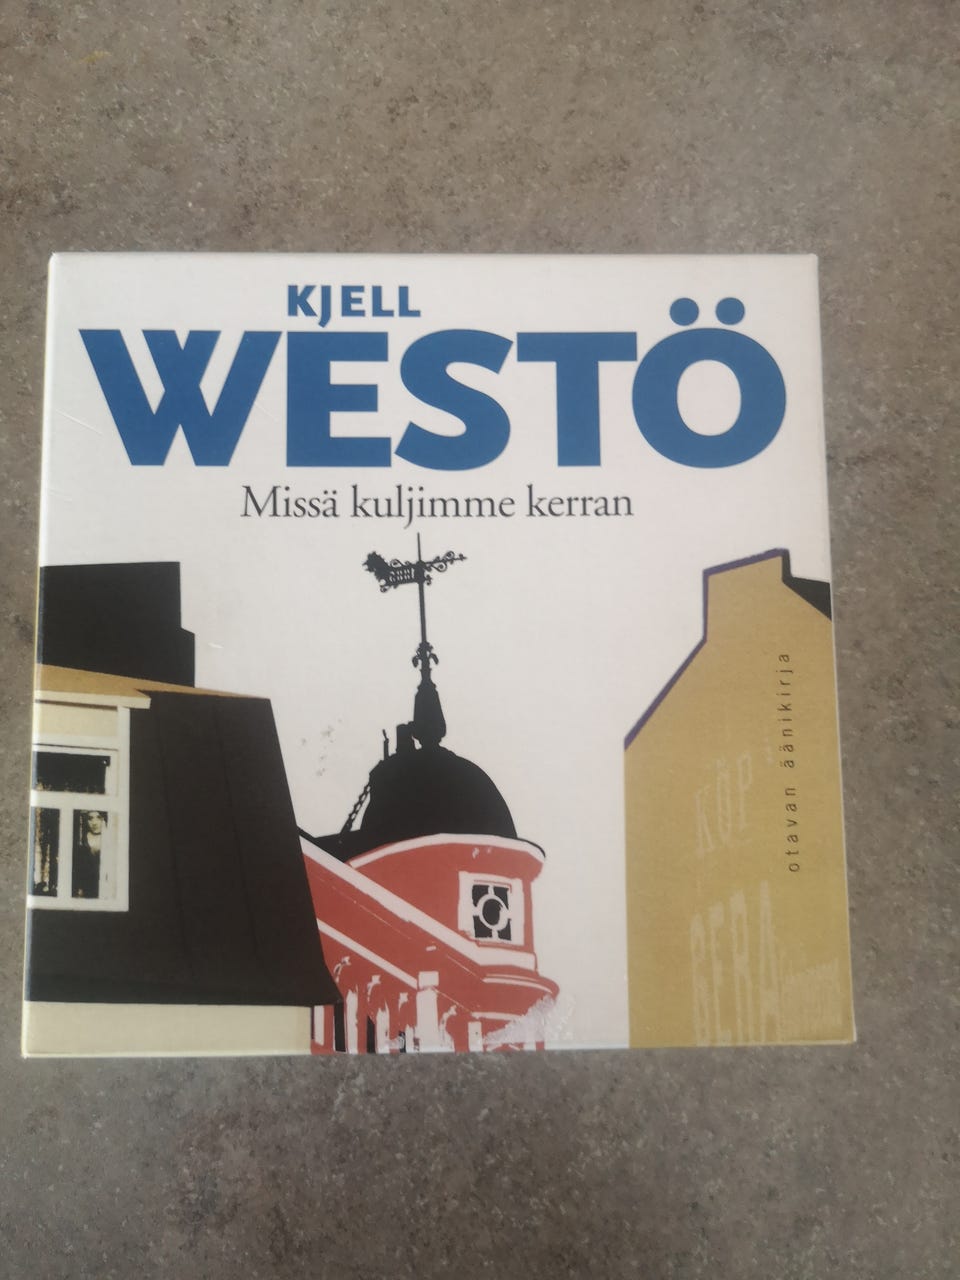 KJELL
WESTÖ
Missä kuljimme kerran
otavan äänikirja
KÖP